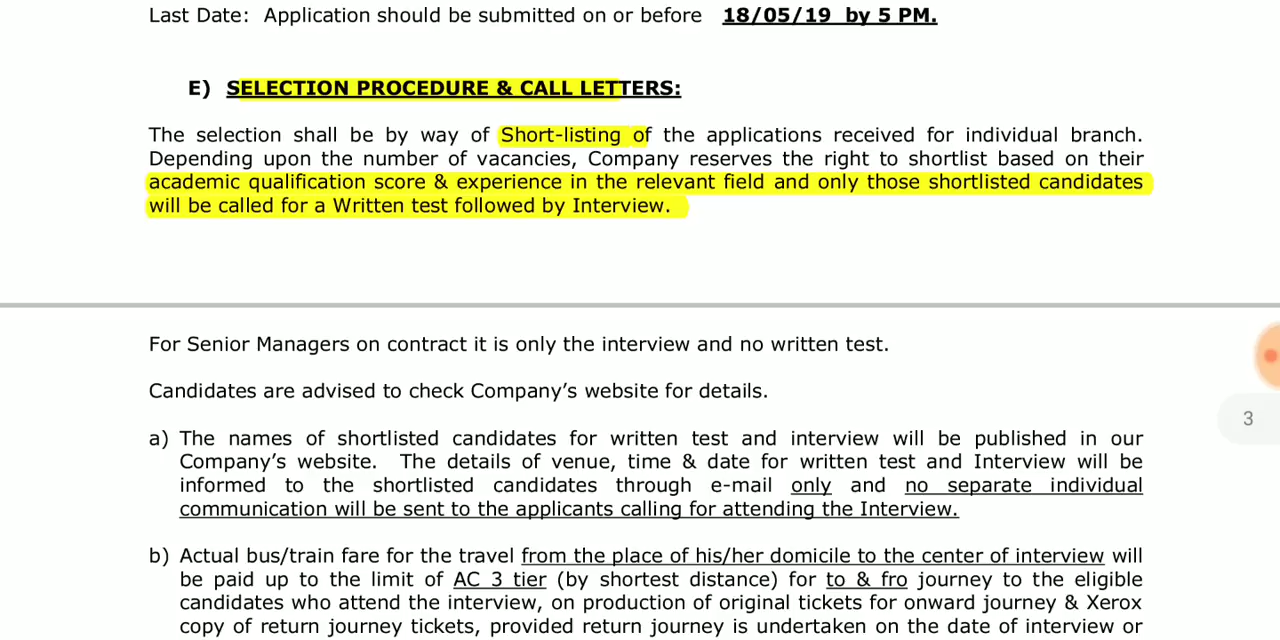 Last Date: Application should be submitted on or before 18/05/19 by 5 PM.
E) SELECTION PROCEDURE & CALL LETTERS:
The selection shall be by way of Short-listing of the applications received for individual branch.
Depending upon the number of vacancies, Company reserves the right to shortlist based on their
academic qualification score & experience in the relevant field and only those shortlisted candidates
will be called for a Written test followed by Interview.
For Senior Managers on contract it is only the interview and no written test.
Candidates are advised to check Company’s website for details.
3
a) The names of shortlisted candidates for written test and interview will be published in our
Company’s website. The details of venue, time & date for written test and Interview will be
informed to the shortlisted candidates through e-mail only and no separate individual
communication will be sent to the applicants calling for attending the Interview.
b) Actual bus/train fare for the travel from the place of his/her domicile to the center of interview will
be paid up to the limit of AC 3 tier (by shortest distance) for to & fro journey to the eligible
candidates who attend the interview, on production of original tickets for onward journey & Xerox
copy of return journey tickets, provided return journey is undertaken on the date of interview or